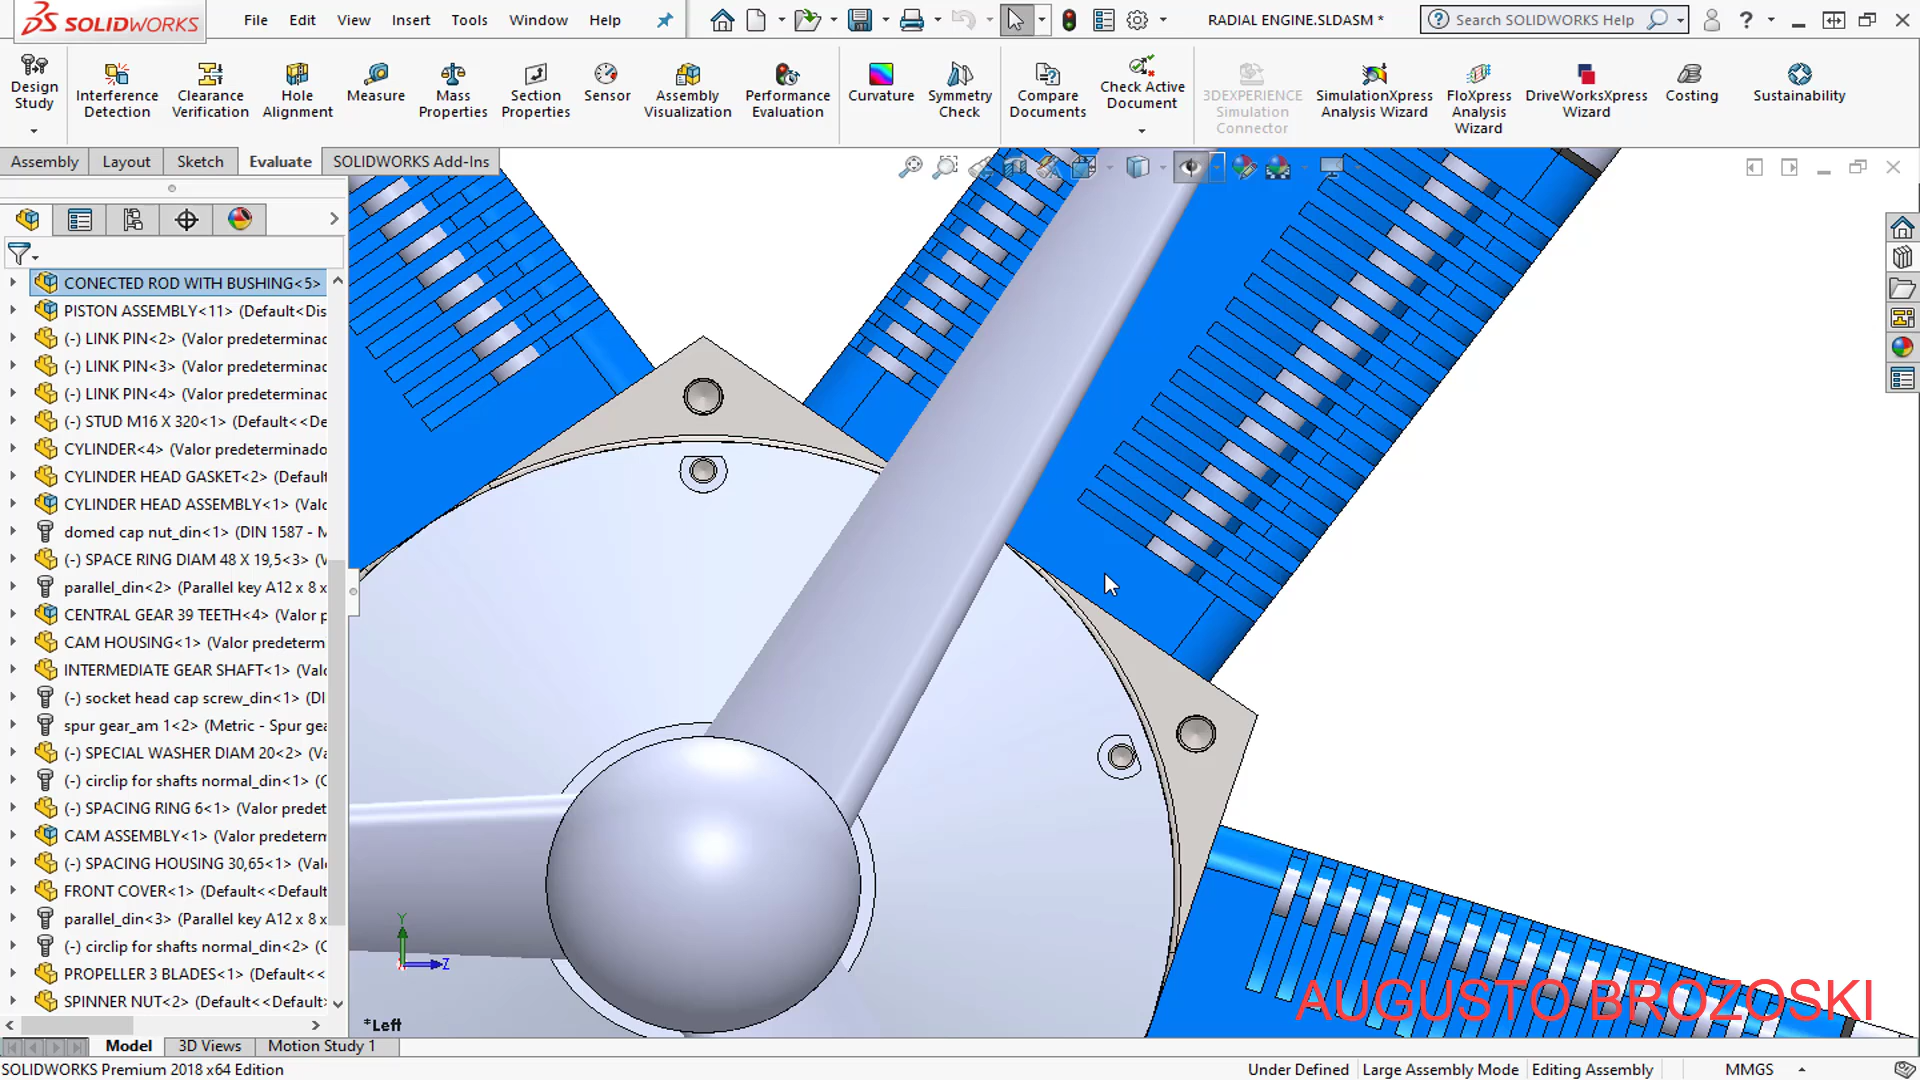 SOLIDWORKS
File Edit View Insert Tools Window Help
RADIAL ENGINE.SLDASM *
Search SOLIDWORKS Help
Design Study
Interference Detection
Clearance Verification
Hole Alignment
Measure
Mass Properties
Section Properties
Sensor
Assembly Visualization
Performance Evaluation
Curvature
Symmetry Check
Compare Documents
Check Active Document
3DEXPERIENCE Simulation Connector
SimulationXpress Analysis Wizard
FloXpress Analysis Wizard
DriveWorksXpress Wizard
Costing
Sustainability
Assembly Layout Sketch Evaluate SOLIDWORKS Add-Ins
CONECTED ROD WITH BUSHING<5>
PISTON ASSEMBLY<11> (Default<Dis
(-) LINK PIN<2> (Valor predeterminac
(-) LINK PIN<3> (Valor predeterminac
(-) LINK PIN<4> (Valor predeterminac
(-) STUD M16 X 320<1> (Default<<De
CYLINDER<4> (Valor predeterminado
CYLINDER HEAD GASKET<2> (Default
CYLINDER HEAD ASSEMBLY<1> (Valc
domed cap nut_din<1> (DIN 1587 - M
(-) SPACE RING DIAM 48 X 19,5<3> (V
parallel_din<2> (Parallel key A12 x 8 x
CENTRAL GEAR 39 TEETH<4> (Valor p
CAM HOUSING<1> (Valor predeterm
INTERMEDIATE GEAR SHAFT<1> (Valc
(-) socket head cap screw_din<1> (DI
spur gear_am 1<2> (Metric - Spur gea
(-) SPECIAL WASHER DIAM 20<2> (Va
(-) circlip for shafts normal_din<1> (C
(-) SPACING RING 6<1> (Valor predet
CAM ASSEMBLY<1> (Valor predeterm
(-) SPACING HOUSING 30,65<1> (Valc
FRONT COVER<1> (Default<<Default
parallel_din<3> (Parallel key A12 x 8 x
(-) circlip for shafts normal_din<2> (C
PROPELLER 3 BLADES<1> (Default<<
SPINNER NUT<2> (Default<<Default>
Y
Z
*Left
AUGUSTO BROZOSKI
Model 3D Views Motion Study 1
SOLIDWORKS Premium 2018 x64 Edition
Under Defined Large Assembly Mode Editing Assembly MMGS